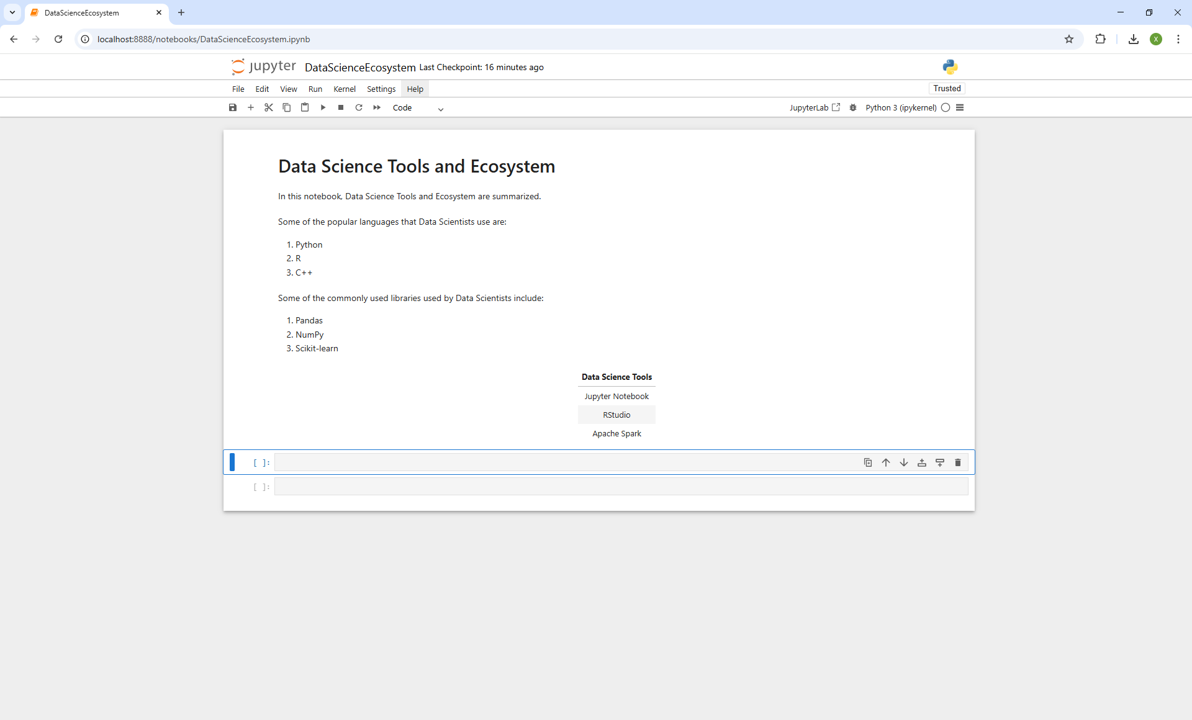 DataScienceEcosystem
localhost:8888/notebooks/DataScienceEcosystem.ipynb
X
jupyter DataScienceEcosystem Last Checkpoint: 16 minutes ago
File Edit View Run Kernel Settings Help Trusted
Code JupyterLab Python 3 (ipykernel)
Data Science Tools and Ecosystem
In this notebook, Data Science Tools and Ecosystem are summarized.
Some of the popular languages that Data Scientists use are:
1. Python
2. R
3. C++
Some of the commonly used libraries used by Data Scientists include:
1. Pandas
2. NumPy
3. Scikit-learn
Data Science Tools
Jupyter Notebook
RStudio
Apache Spark
[ ]:
[ ]: